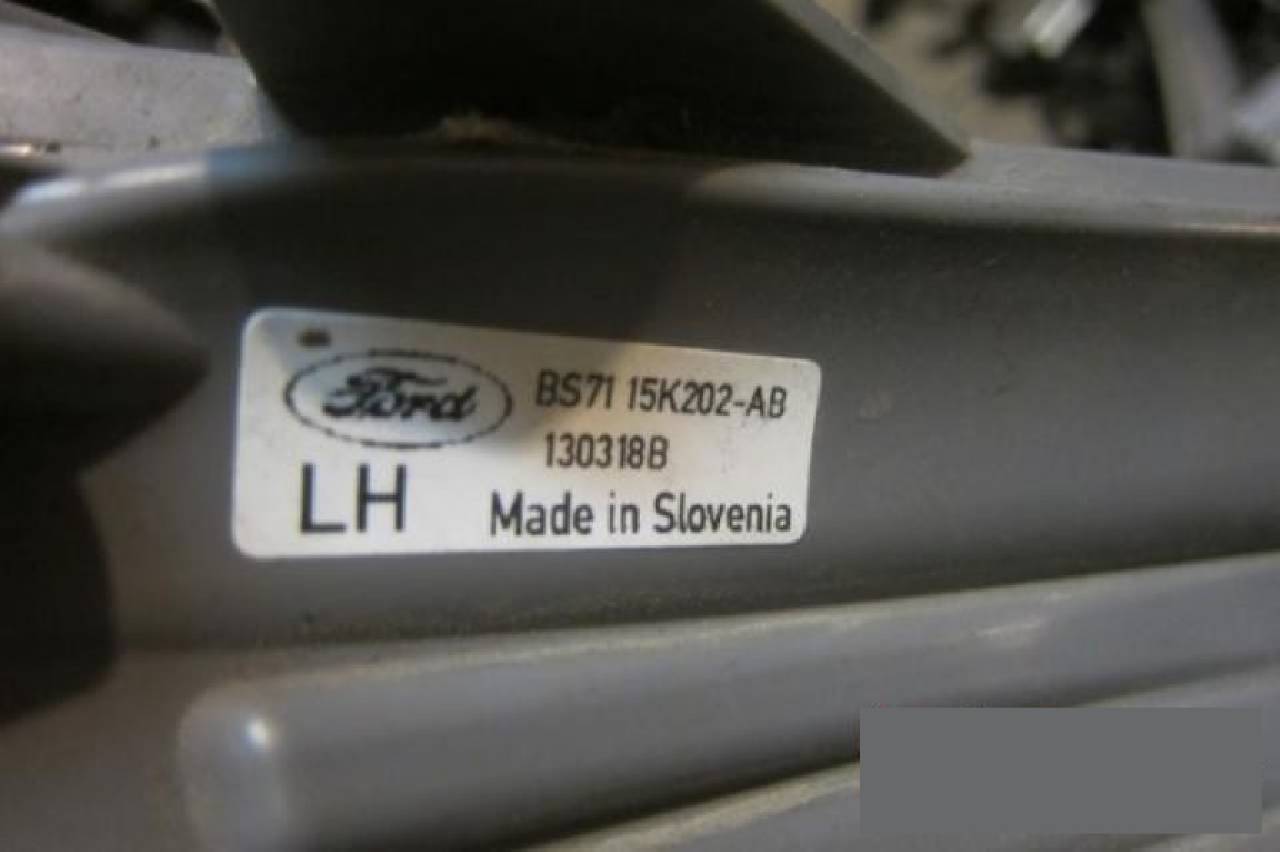 Ford
BS71 15K202-AB
130318B
LH
Made in Slovenia